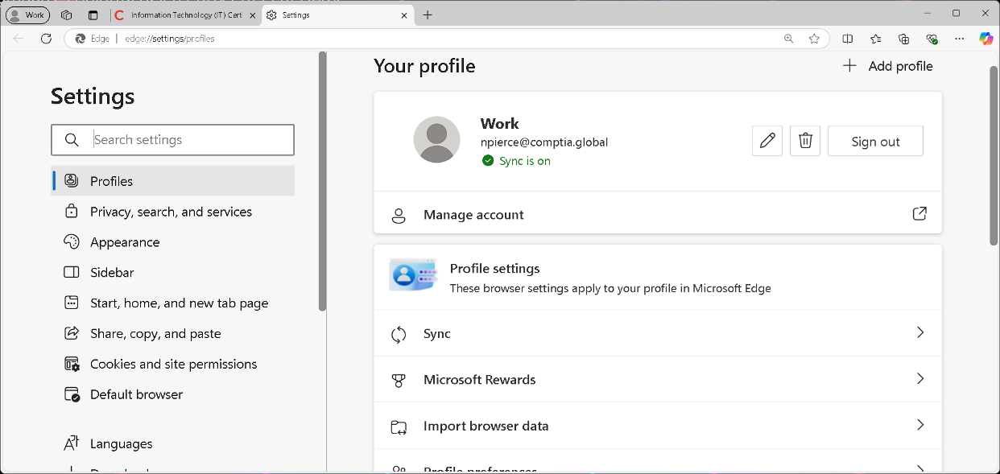 Work
Information Technology (IT) Certi
Settings
Edge
edge://settings/profiles
Settings
Search settings
Profiles
Privacy, search, and services
Appearance
Sidebar
Start, home, and new tab page
Share, copy, and paste
Cookies and site permissions
Default browser
Languages
Your profile
Add profile
Work
npierce@comptia.global
Sync is on
Sign out
Manage account
Profile settings
These browser settings apply to your profile in Microsoft Edge
Sync
Microsoft Rewards
Import browser data
Profile preferences